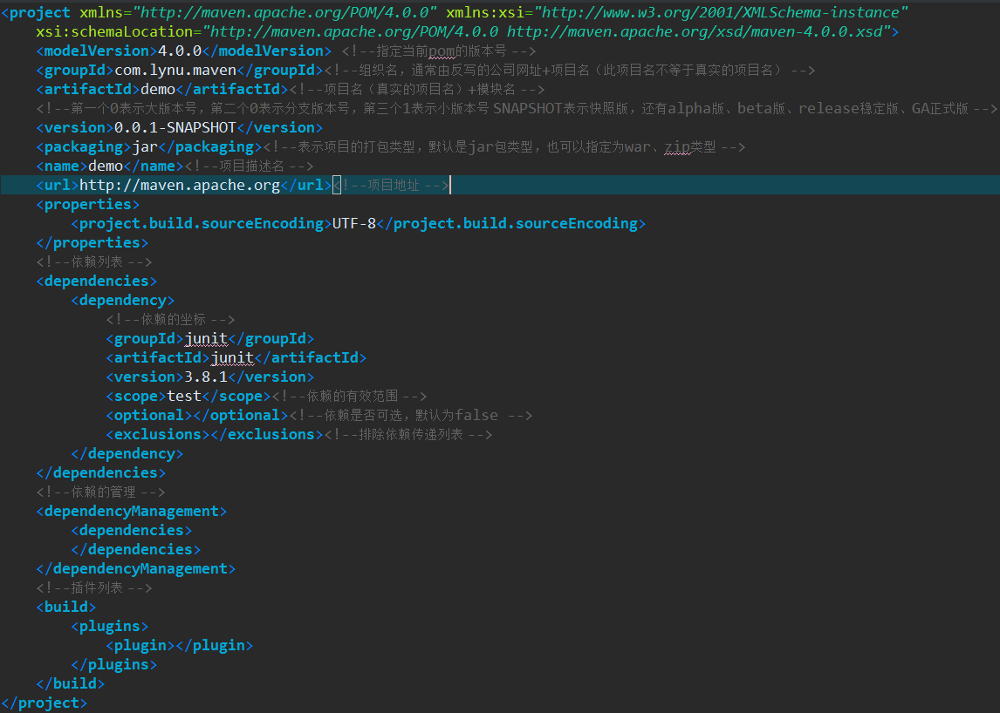 <project xmlns="http://maven.apache.org/POM/4.0.0" xmlns:xsi="http://www.w3.org/2001/XMLSchema-instance"
xsi:schemaLocation="http://maven.apache.org/POM/4.0.0 http://maven.apache.org/xsd/maven-4.0.0.xsd">
<modelVersion>4.0.0</modelVersion> <!--指定当前pom的版本号 -->
<groupId>com.lynu.maven</groupId><!--组织名，通常由反写的公司网址+项目名（此项目名不等于真实的项目名） -->
<artifactId>demo</artifactId><!--项目名（真实的项目名）+模块名 -->
<!--第一个0表示大版本号，第二个0表示分支版本号，第三个1表示小版本号 SNAPSHOT表示快照版，还有alpha版、beta版、release稳定版、GA正式版 -->
<version>0.0.1-SNAPSHOT</version>
<packaging>jar</packaging><!--表示项目的打包类型，默认是jar包类型，也可以指定为war、zip类型 -->
<name>demo</name><!--项目描述名 -->
<url>http://maven.apache.org</url><!--项目地址 -->
<properties>
<project.build.sourceEncoding>UTF-8</project.build.sourceEncoding>
</properties>
<!--依赖列表 -->
<dependencies>
<dependency>
<!--依赖的坐标 -->
<groupId>junit</groupId>
<artifactId>junit</artifactId>
<version>3.8.1</version>
<scope>test</scope><!--依赖的有效范围 -->
<optional></optional><!--依赖是否可选，默认为false -->
<exclusions></exclusions><!--排除依赖传递列表 -->
</dependency>
</dependencies>
<!--依赖的管理 -->
<dependencyManagement>
<dependencies>
</dependencies>
</dependencyManagement>
<!--插件列表 -->
<build>
<plugins>
<plugin></plugin>
</plugins>
</build>
</project>